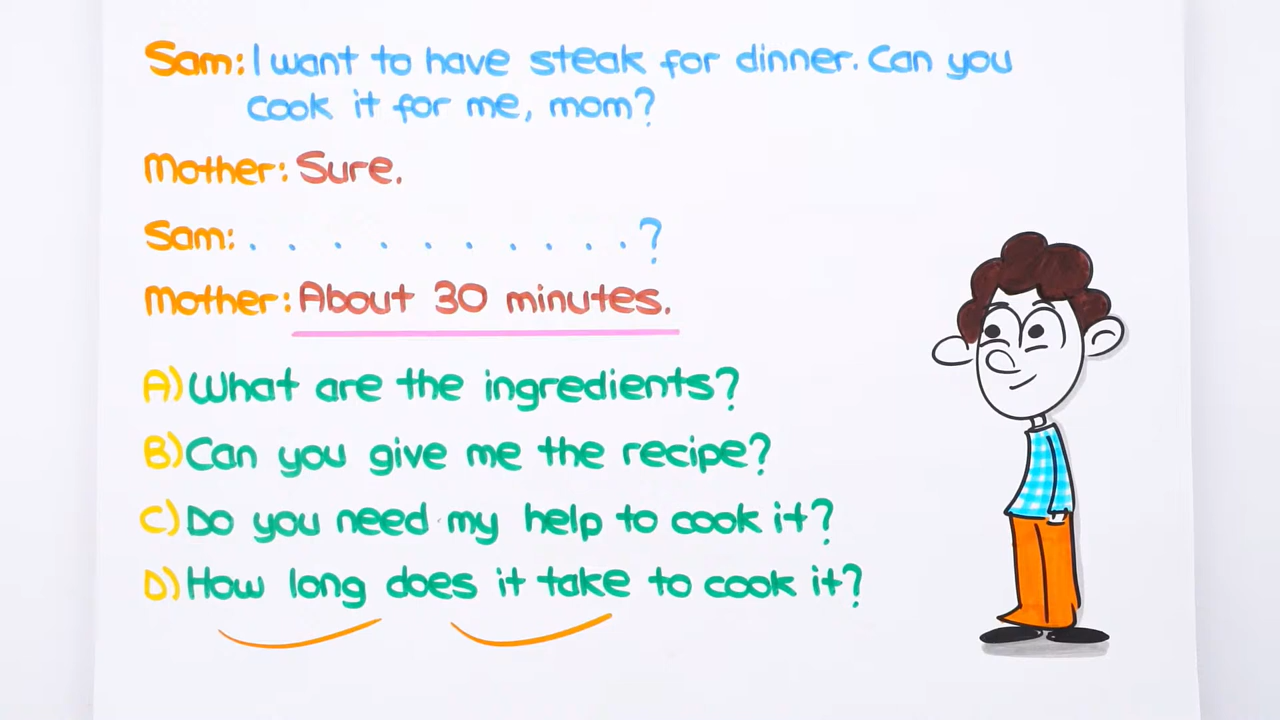 Sam: I want to have steak for dinner. Can you
cook it for me, mom?
Mother: Sure.
Sam: . . . . . . . . . . ?
Mother: About 30 minutes.
A) What are the ingredients?
B) Can you give me the recipe?
C) Do you need my help to cook it?
D) How long does it take to cook it?